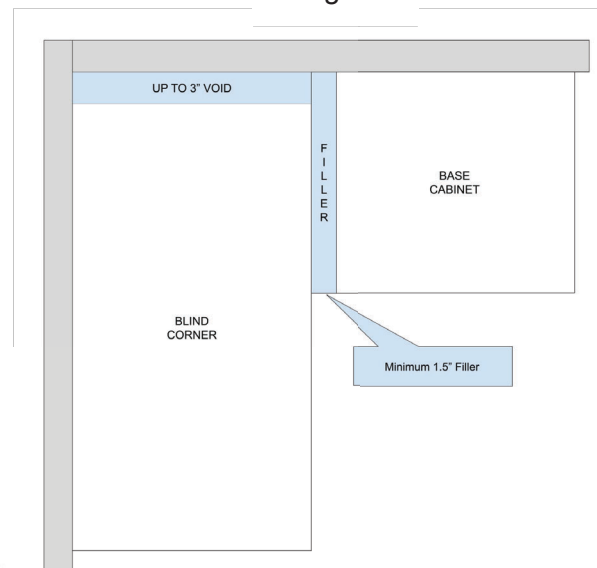 UP TO 3" VOID
F
I
L
L
E
R
BASE
CABINET
BLIND
CORNER
Minimum 1.5" Filler